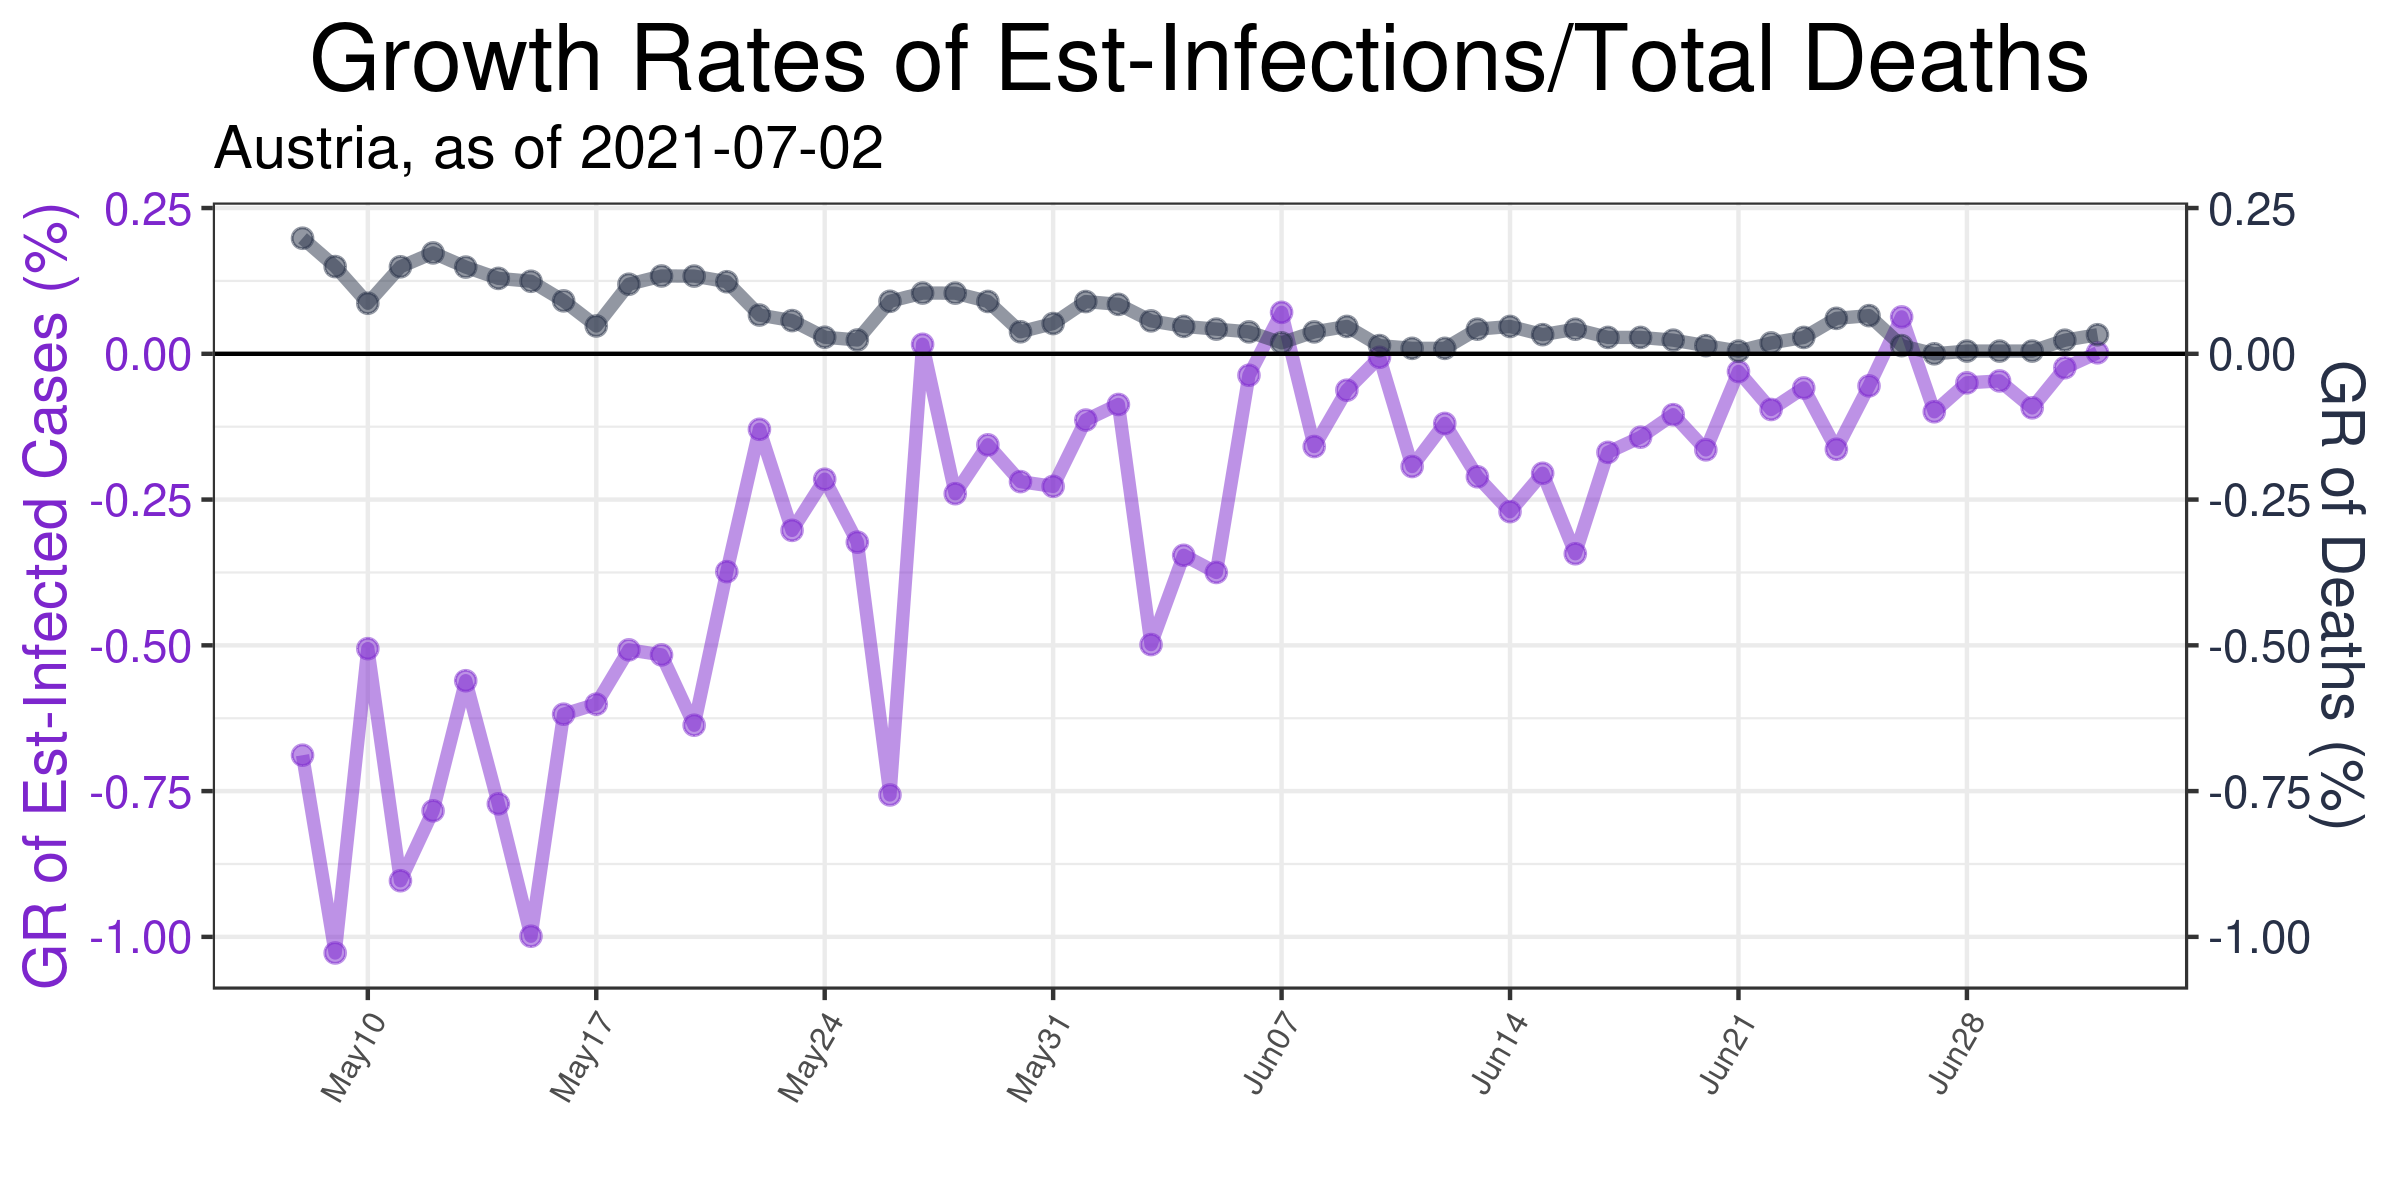 Growth Rates of Est-Infections/Total Deaths
Austria, as of 2021-07-02
GR of Est-Infected Cases (%)
0.25
0.00
-0.25
-0.50
-0.75
-1.00
0.25
0.00
-0.25
-0.50
-0.75
-1.00
GR of Deaths (%)
May10
May17
May24
May31
Jun07
Jun14
Jun21
Jun28